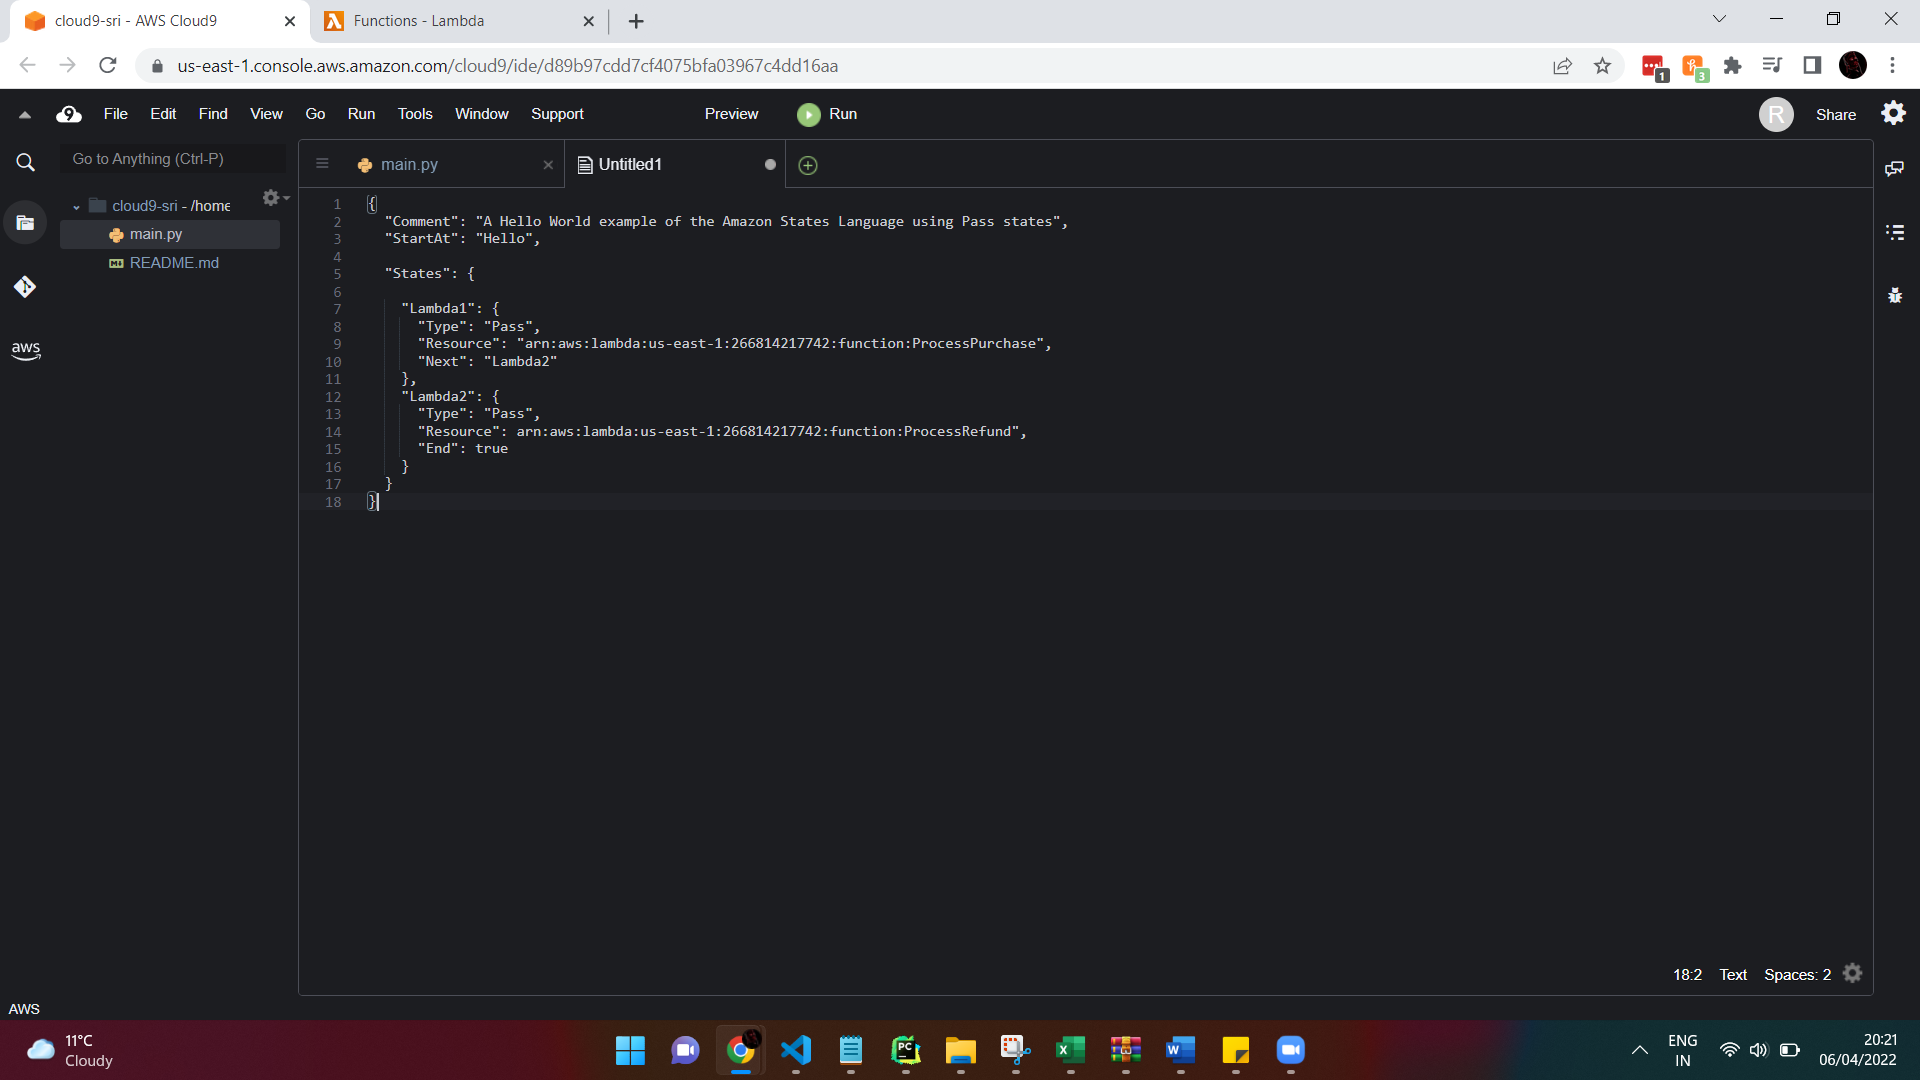 cloud9-sri - AWS Cloud9
Functions - Lambda
us-east-1.console.aws.amazon.com/cloud9/ide/d89b97cdd7cf4075bfa03967c4dd16aa
1
3
9 File Edit Find View Go Run Tools Window Support Preview Run
R Share
Go to Anything (Ctrl-P)
cloud9-sri - /home
main.py
README.md
aws
main.py
Untitled1
1 {
2 "Comment": "A Hello World example of the Amazon States Language using Pass states",
3 "StartAt": "Hello",
4
5 "States": {
6
7 "Lambda1": {
8 "Type": "Pass",
9 "Resource": "arn:aws:lambda:us-east-1:266814217742:function:ProcessPurchase",
10 "Next": "Lambda2"
11 },
12 "Lambda2": {
13 "Type": "Pass",
14 "Resource": arn:aws:lambda:us-east-1:266814217742:function:ProcessRefund",
15 "End": true
16 }
17 }
18 }
18:2 Text Spaces: 2
AWS
11°C
Cloudy
PC
X
W
ENG
IN
20:21
06/04/2022